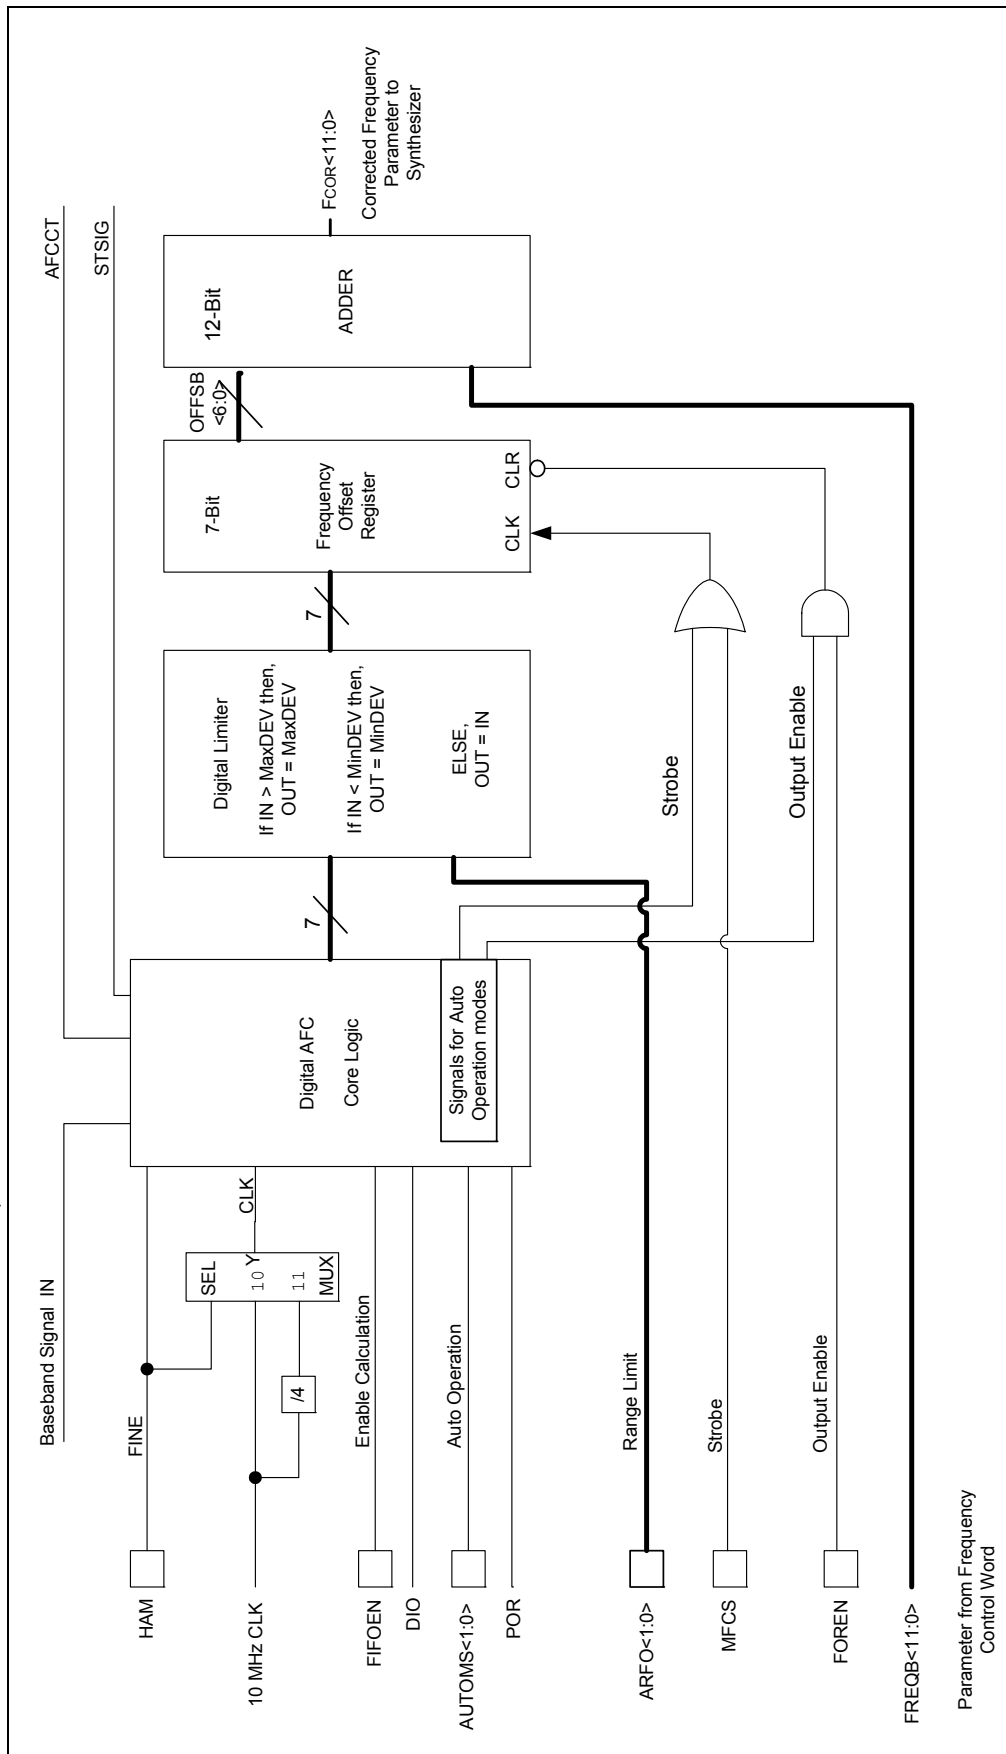 AFCCT
STSIG
Baseband Signal IN
HAM
FINE
10 MHz CLK
/4
SEL
10 Y
11
MUX
CLK
FIFOEN
Enable Calculation
DIO
AUTOMS<1:0>
Auto Operation
POR
Digital AFC
Core Logic
Signals for Auto
Operation modes
7
Digital Limiter
If IN > MaxDEV then,
OUT = MaxDEV
If IN < MinDEV then,
OUT = MinDEV
ELSE,
OUT = IN
7
7-Bit
Frequency
Offset
Register
CLK
CLR
OFFSB
<6:0>
12-Bit
ADDER
FCOR<11:0>
Corrected Frequency
Parameter to
Synthesizer
ARFO<1:0>
Range Limit
MFCS
Strobe
Strobe
FOREN
Output Enable
Output Enable
FREQB<11:0>
Parameter from Frequency
Control Word